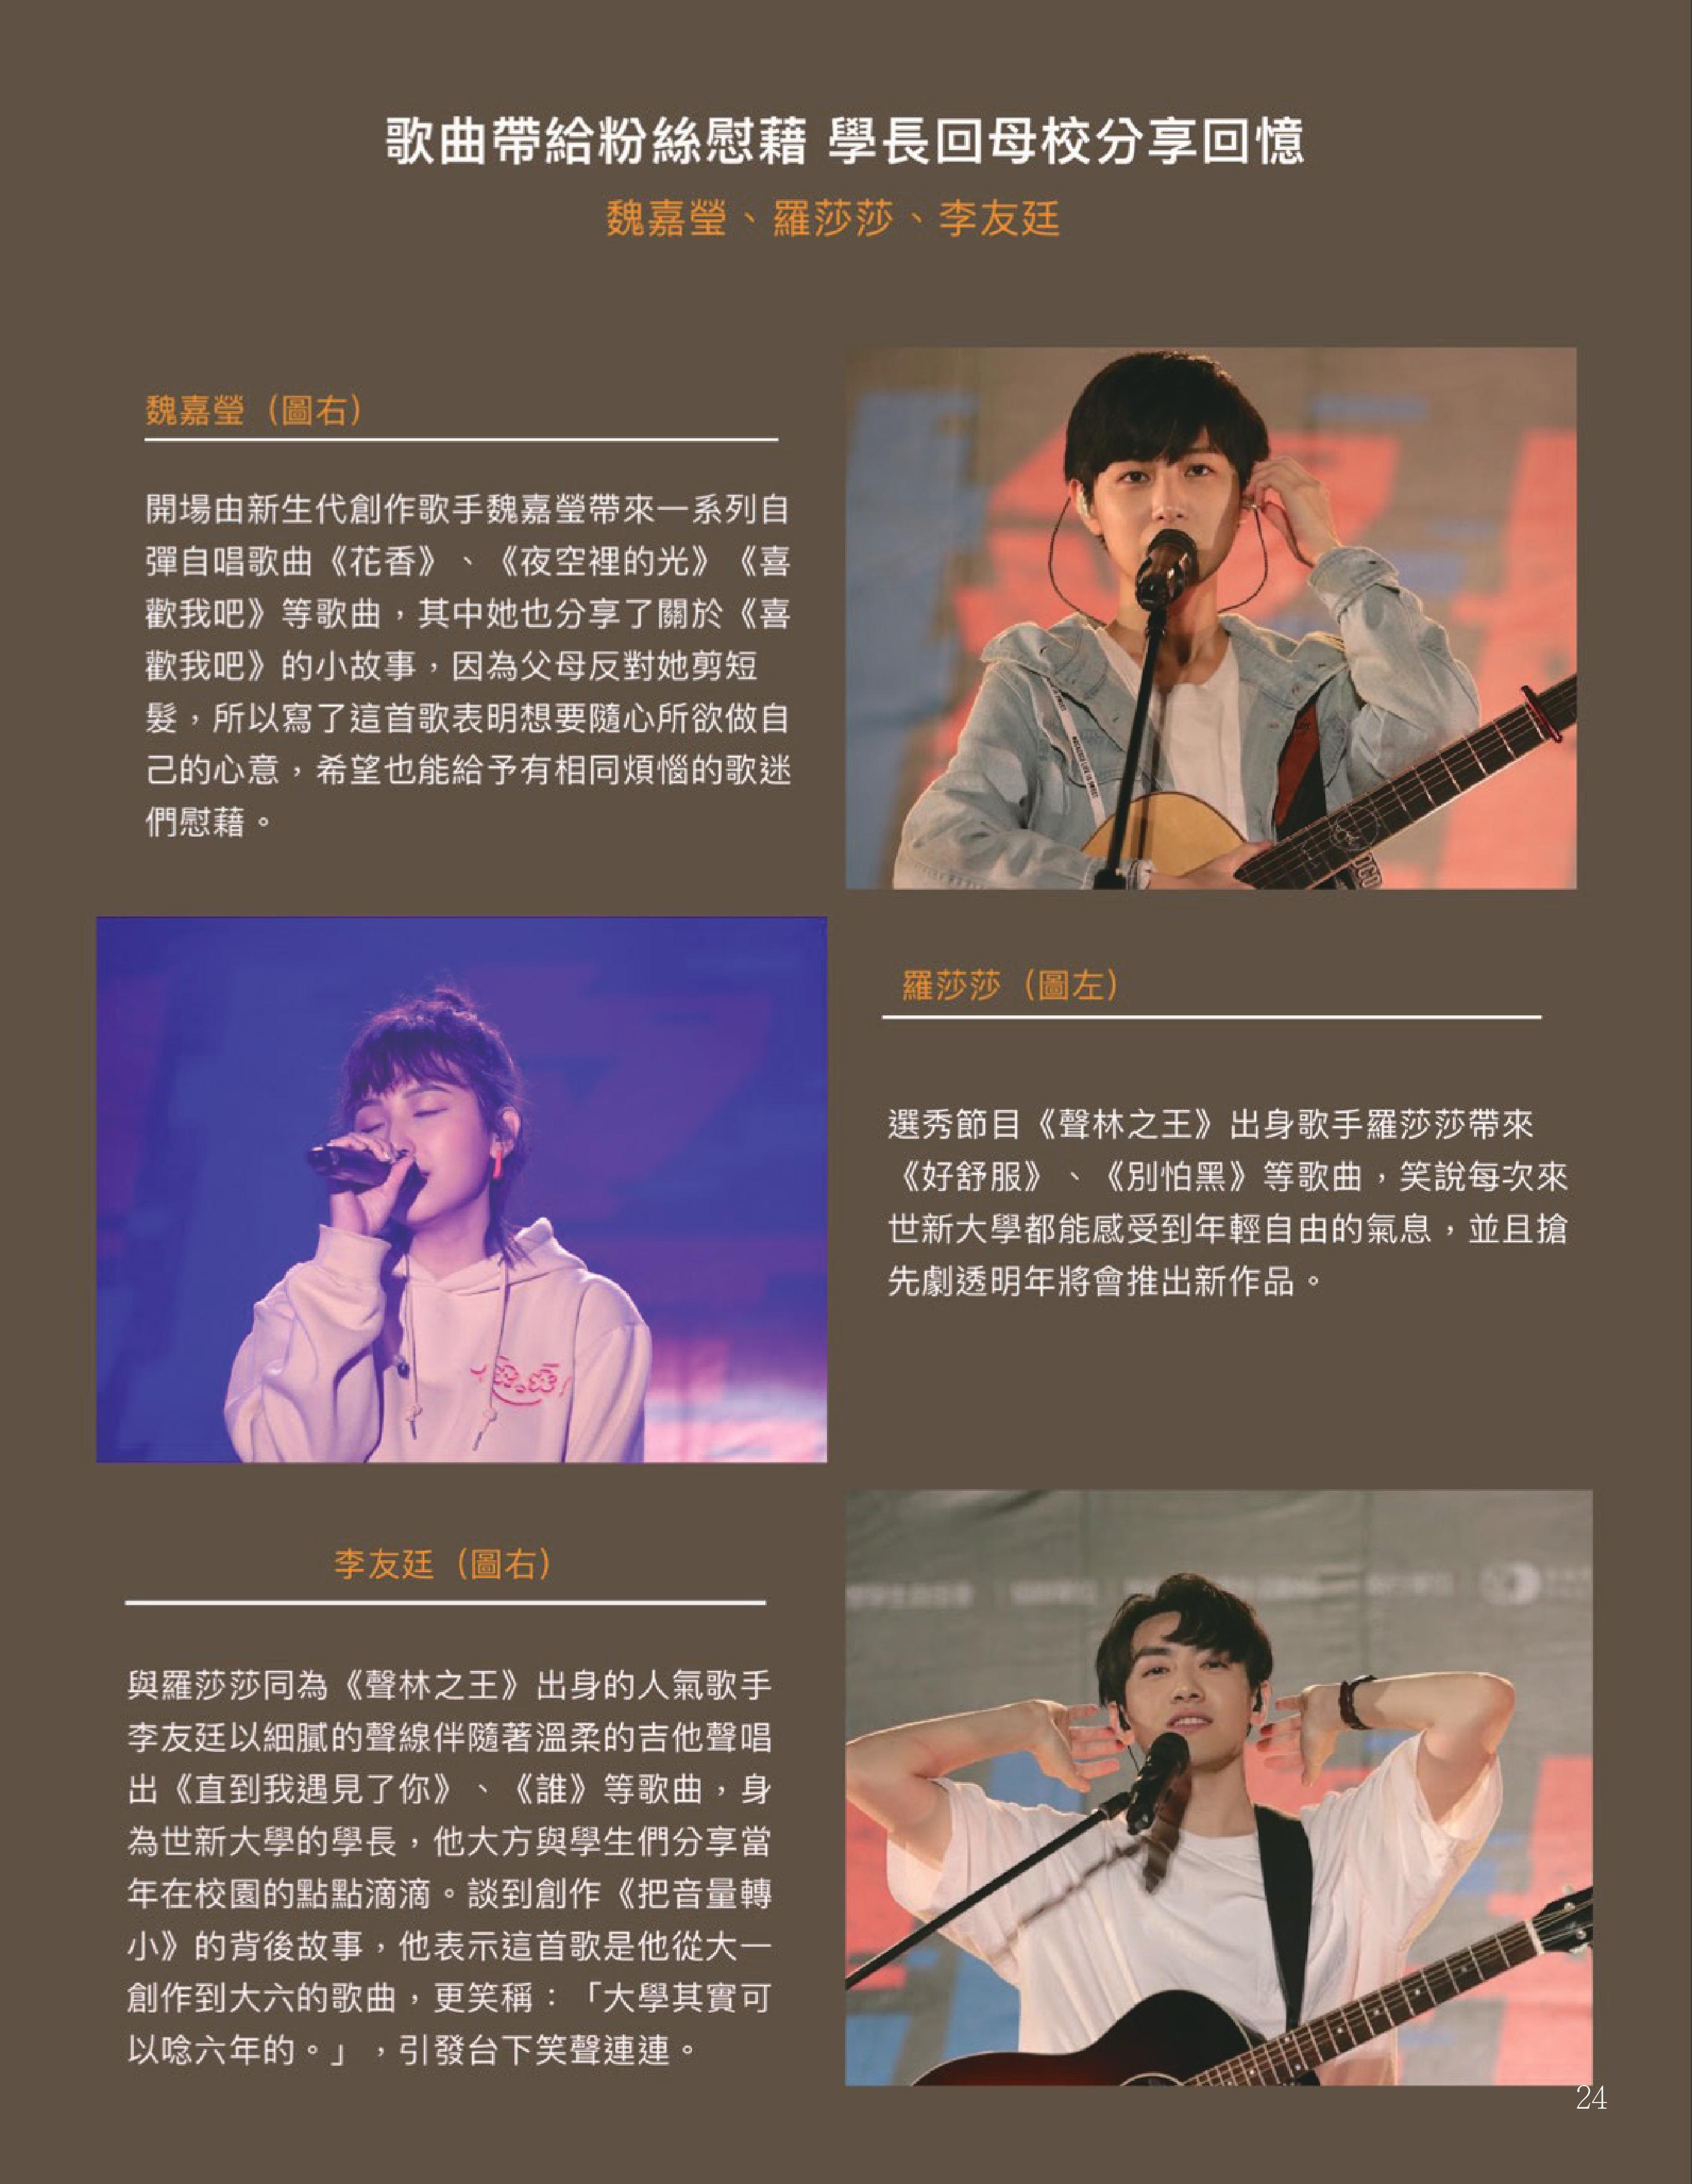 歌曲帶給粉絲慰藉 學長回母校分享回憶
魏嘉瑩、羅莎莎、李友廷
魏嘉瑩（圖右）
開場由新生代創作歌手魏嘉瑩帶來一系列自
彈自唱歌曲《花香》、《夜空裡的光》《喜
歡我吧》等歌曲，其中她也分享了關於《喜
歡我吧》的小故事，因為父母反對她剪短
髮，所以寫了這首歌表明想要隨心所欲做自
己的心意，希望也能給予有相同煩惱的歌迷
們慰藉。
羅莎莎（圖左）
選秀節目《聲林之王》出身歌手羅莎莎帶來
《好舒服》、《別怕黑》等歌曲，笑說每次來
世新大學都能感受到年輕自由的氣息，並且搶
先劇透明年將會推出新作品。
李友廷（圖右）
與羅莎莎同為《聲林之王》出身的人氣歌手
李友廷以細膩的聲線伴隨著溫柔的吉他聲唱
出《直到我遇見了你》、《誰》等歌曲，身
為世新大學的學長，他大方與學生們分享當
年在校園的點點滴滴。談到創作《把音量轉
小》的背後故事，他表示這首歌是他從大一
創作到大六的歌曲，更笑稱：「大學其實可
以唸六年的。」，引發台下笑聲連連。
24